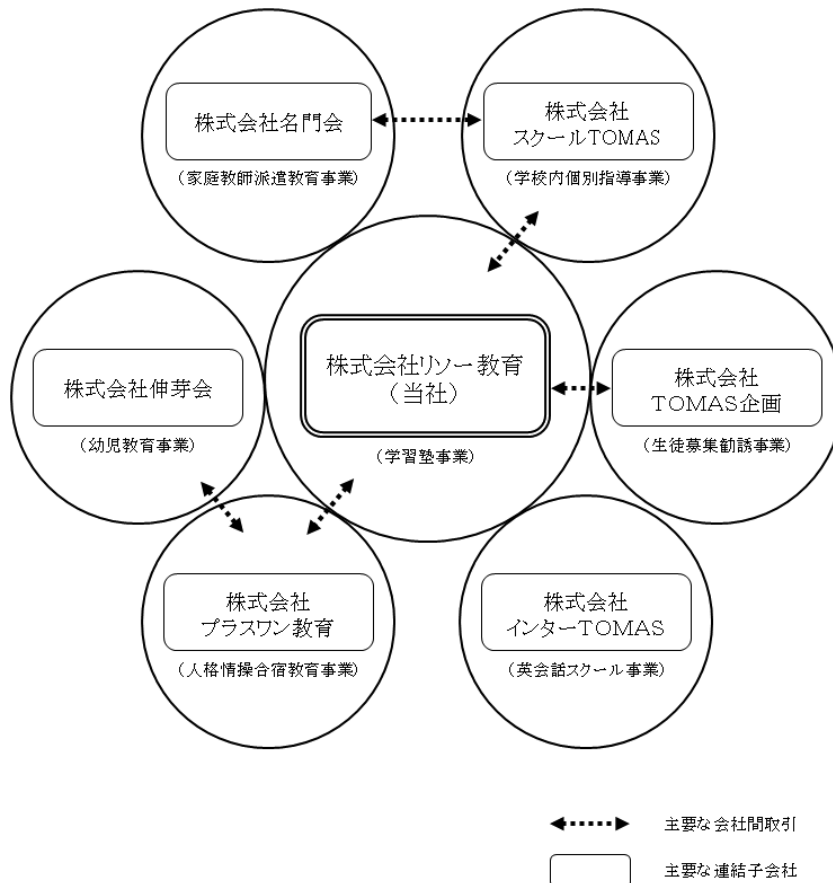 株式会社名門会
(家庭教師派遣教育事業)
株式会社
スクールTOMAS
(学校内個別指導事業)
株式会社伸芽会
(幼児教育事業)
株式会社リソー教育
(当社)
(学習塾事業)
株式会社
TOMAS企画
(生徒募集勧誘事業)
株式会社
プラスワン教育
(人格情操合宿教育事業)
株式会社
インターTOMAS
(英会話スクール事業)
主要な会社間取引
主要な連結子会社